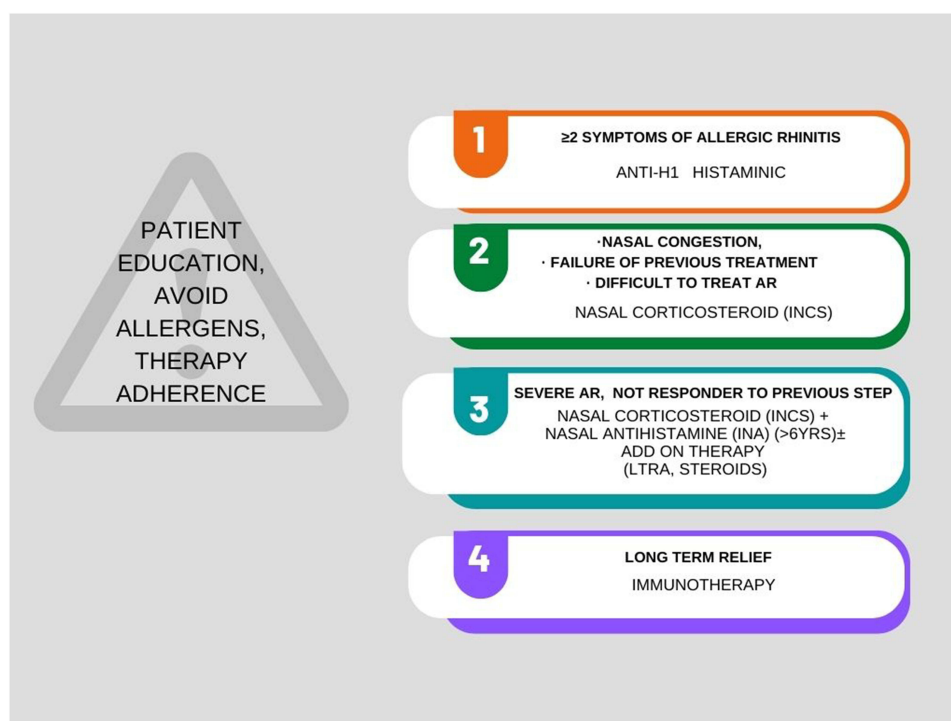 PATIENT
EDUCATION,
AVOID
ALLERGENS,
THERAPY
ADHERENCE
1
≥2 SYMPTOMS OF ALLERGIC RHINITIS
ANTI-H1 HISTAMINIC
2
·NASAL CONGESTION,
· FAILURE OF PREVIOUS TREATMENT
· DIFFICULT TO TREAT AR
NASAL CORTICOSTEROID (INCS)
3
SEVERE AR, NOT RESPONDER TO PREVIOUS STEP
NASAL CORTICOSTEROID (INCS) +
NASAL ANTIHISTAMINE (INA) (>6YRS)±
ADD ON THERAPY
(LTRA, STEROIDS)
4
LONG TERM RELIEF
IMMUNOTHERAPY